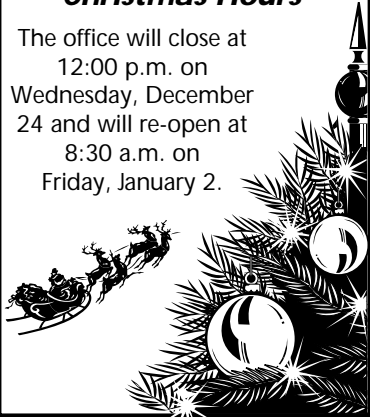 Christmas Hours
The office will close at
12:00 p.m. on
Wednesday, December
24 and will re-open at
8:30 a.m. on
Friday, January 2.